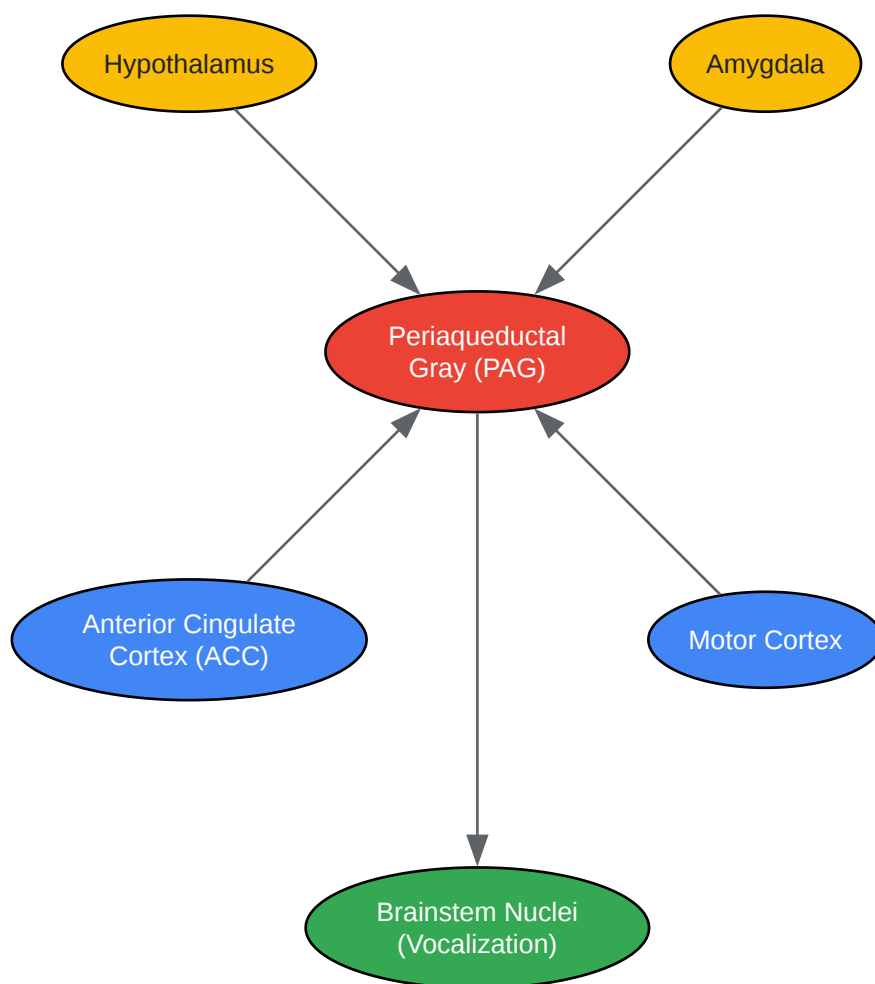 Hypothalamus
Amygdala
Periaqueductal
Gray (PAG)
Anterior Cingulate
Cortex (ACC)
Motor Cortex
Brainstem Nuclei
(Vocalization)